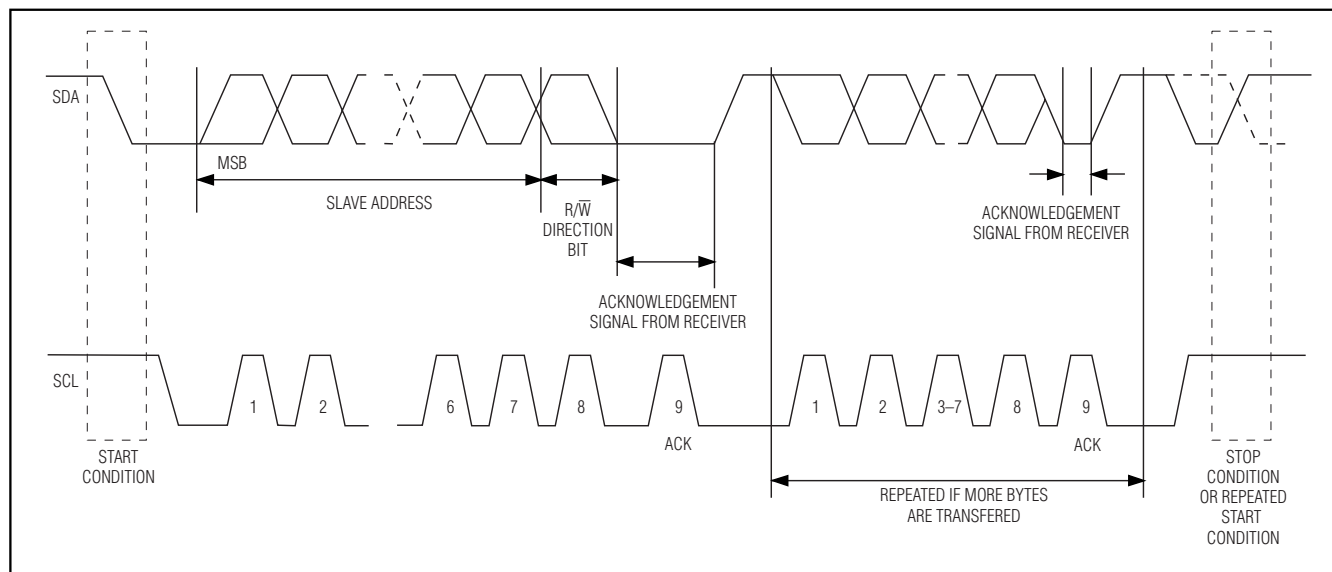 SDA
MSB
SLAVE ADDRESS
R/W̅
DIRECTION
BIT
ACKNOWLEDGEMENT
SIGNAL FROM RECEIVER
ACKNOWLEDGEMENT
SIGNAL FROM RECEIVER
SCL
1
2
6
7
8
9
1
2
3–7
8
9
ACK
ACK
START
CONDITION
REPEATED IF MORE BYTES
ARE TRANSFERED
STOP
CONDITION
OR REPEATED
START
CONDITION